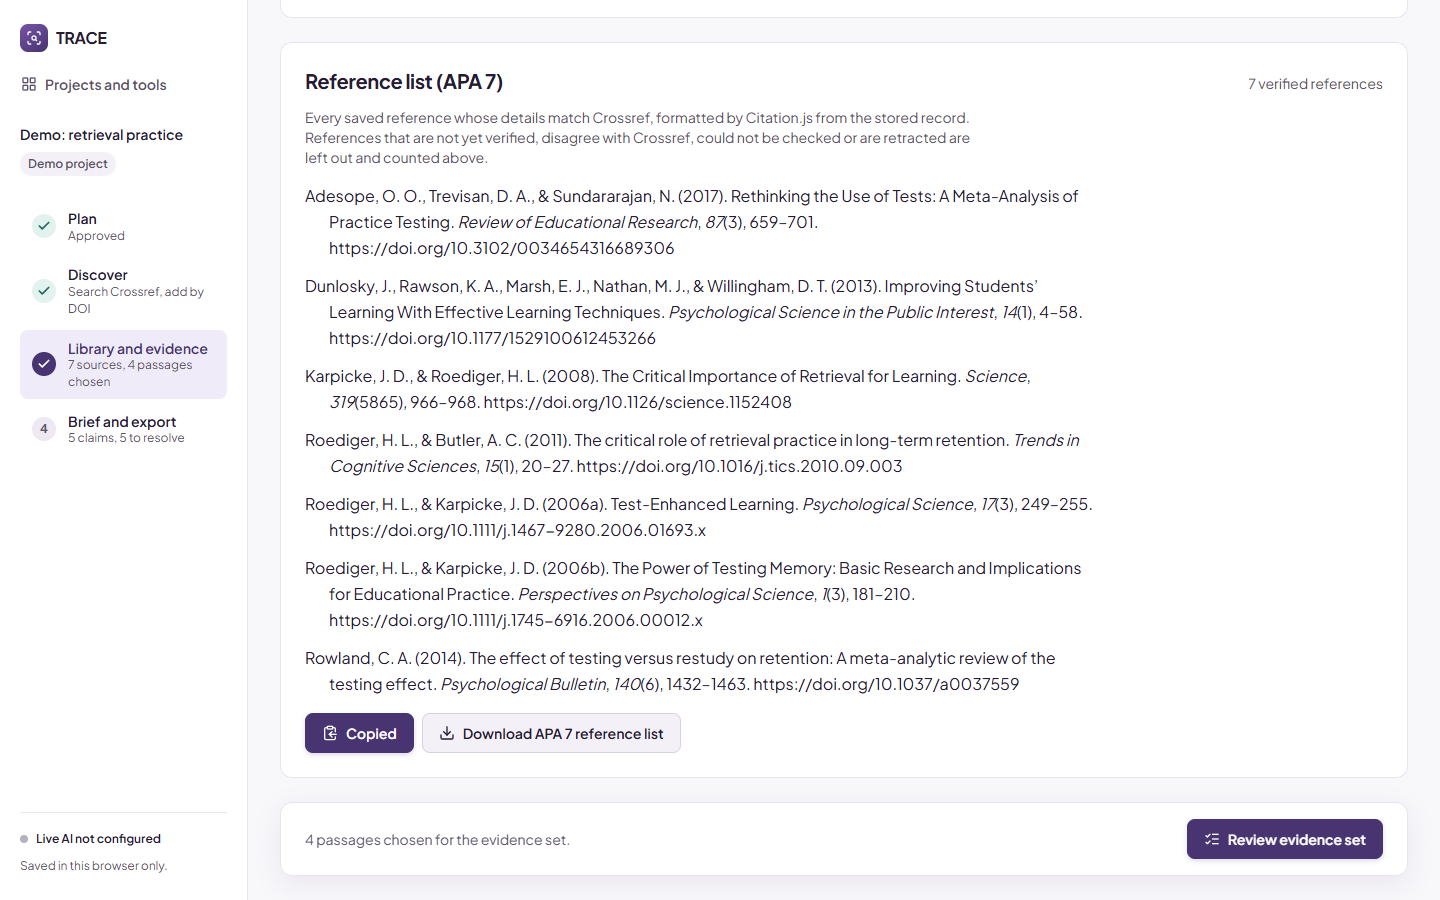 TRACE
Projects and tools
Demo: retrieval practice
Demo project
Plan
Approved
Discover
Search Crossref, add by
DOI
Library and evidence
7 sources, 4 passages
chosen
4
Brief and export
5 claims, 5 to resolve
Live AI not configured
Saved in this browser only.
Reference list (APA 7)
7 verified references
Every saved reference whose details match Crossref, formatted by Citation.js from the stored record.
References that are not yet verified, disagree with Crossref, could not be checked or are retracted are
left out and counted above.
Adesope, O. O., Trevisan, D. A., & Sundararajan, N. (2017). Rethinking the Use of Tests: A Meta-Analysis of
Practice Testing. Review of Educational Research, 87(3), 659–701.
https://doi.org/10.3102/0034654316689306
Dunlosky, J., Rawson, K. A., Marsh, E. J., Nathan, M. J., & Willingham, D. T. (2013). Improving Students’
Learning With Effective Learning Techniques. Psychological Science in the Public Interest, 14(1), 4–58.
https://doi.org/10.1177/1529100612453266
Karpicke, J. D., & Roediger, H. L. (2008). The Critical Importance of Retrieval for Learning. Science,
319(5865), 966–968. https://doi.org/10.1126/science.1152408
Roediger, H. L., & Butler, A. C. (2011). The critical role of retrieval practice in long-term retention. Trends in
Cognitive Sciences, 15(1), 20–27. https://doi.org/10.1016/j.tics.2010.09.003
Roediger, H. L., & Karpicke, J. D. (2006a). Test-Enhanced Learning. Psychological Science, 17(3), 249–255.
https://doi.org/10.1111/j.1467-9280.2006.01693.x
Roediger, H. L., & Karpicke, J. D. (2006b). The Power of Testing Memory: Basic Research and Implications
for Educational Practice. Perspectives on Psychological Science, 1(3), 181–210.
https://doi.org/10.1111/j.1745-6916.2006.00012.x
Rowland, C. A. (2014). The effect of testing versus restudy on retention: A meta-analytic review of the
testing effect. Psychological Bulletin, 140(6), 1432–1463. https://doi.org/10.1037/a0037559
Copied
Download APA 7 reference list
4 passages chosen for the evidence set.
Review evidence set